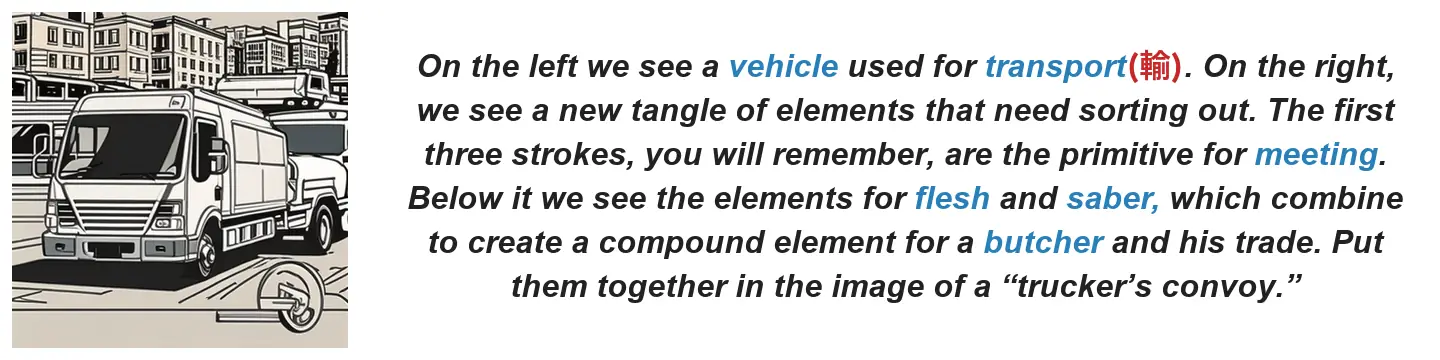 On the left we see a vehicle used for transport(輸). On the right,
we see a new tangle of elements that need sorting out. The first
three strokes, you will remember, are the primitive for meeting.
Below it we see the elements for flesh and saber, which combine
to create a compound element for a butcher and his trade. Put
them together in the image of a “trucker’s convoy.”